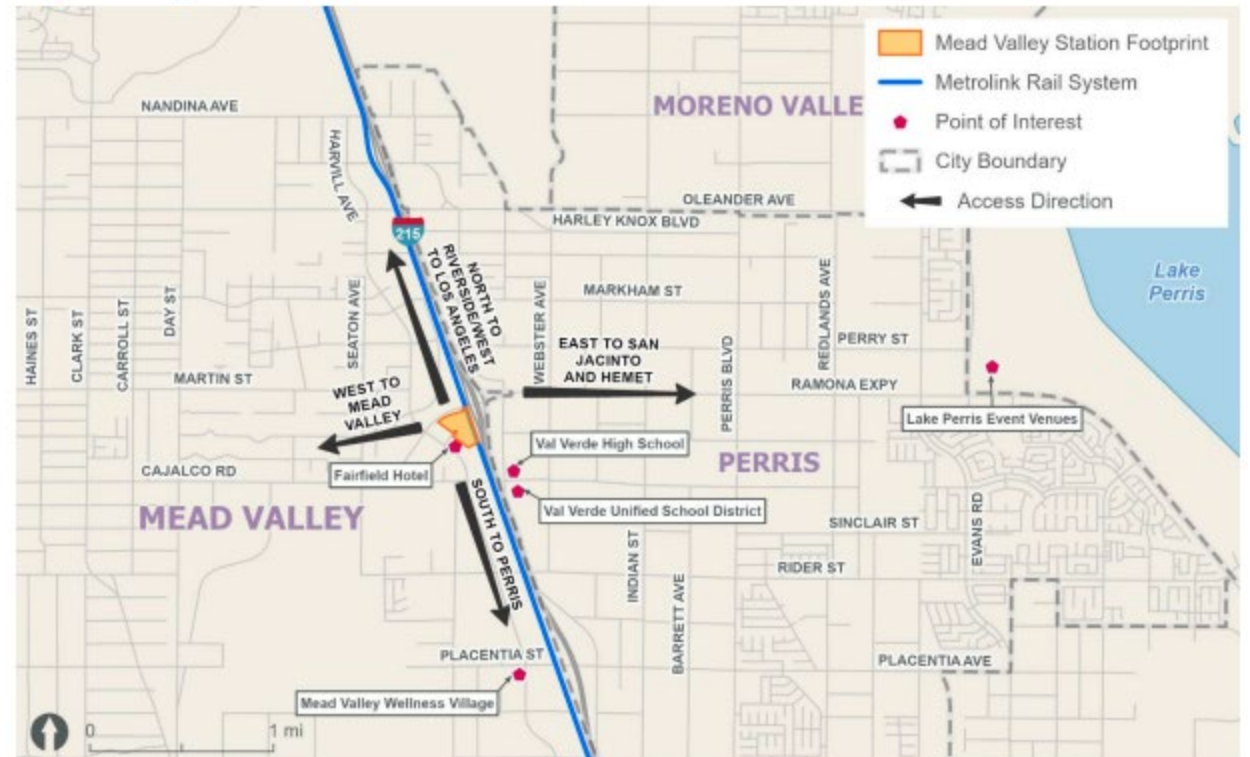 Mead Valley Station Footprint
Metrolink Rail System
Point of Interest
City Boundary
Access Direction
MORENO VALLE
NANDINA AVE
HARVILL AVE
OLEANDER AVE
HARLEY KNOX BLVD
215
NORTH TO
RIVERSIDE/WEST
TO LOS ANGELES
Lake
Perris
HAINES ST
CLARK ST
CARROLL ST
DAY ST
SEATON AVE
WEBSTER AVE
MARKHAM ST
REDLANDS AVE
PERRY ST
PERRIS BLVD
EAST TO SAN
JACINTO
AND HEMET
MARTIN ST
WEST TO
MEAD
VALLEY
RAMONA EXPY
Lake Perris Event Venues
Val Verde High School
Fairfield Hotel
CAJALCO RD
PERRIS
MEAD VALLEY
Val Verde Unified School District
SOUTH TO PERRIS
SINCLAIR ST
EVANS RD
INDIAN ST
RIDER ST
BARRETT AVE
PLACENTIA ST
PLACENTIA AVE
Mead Valley Wellness Village
0 1 mi